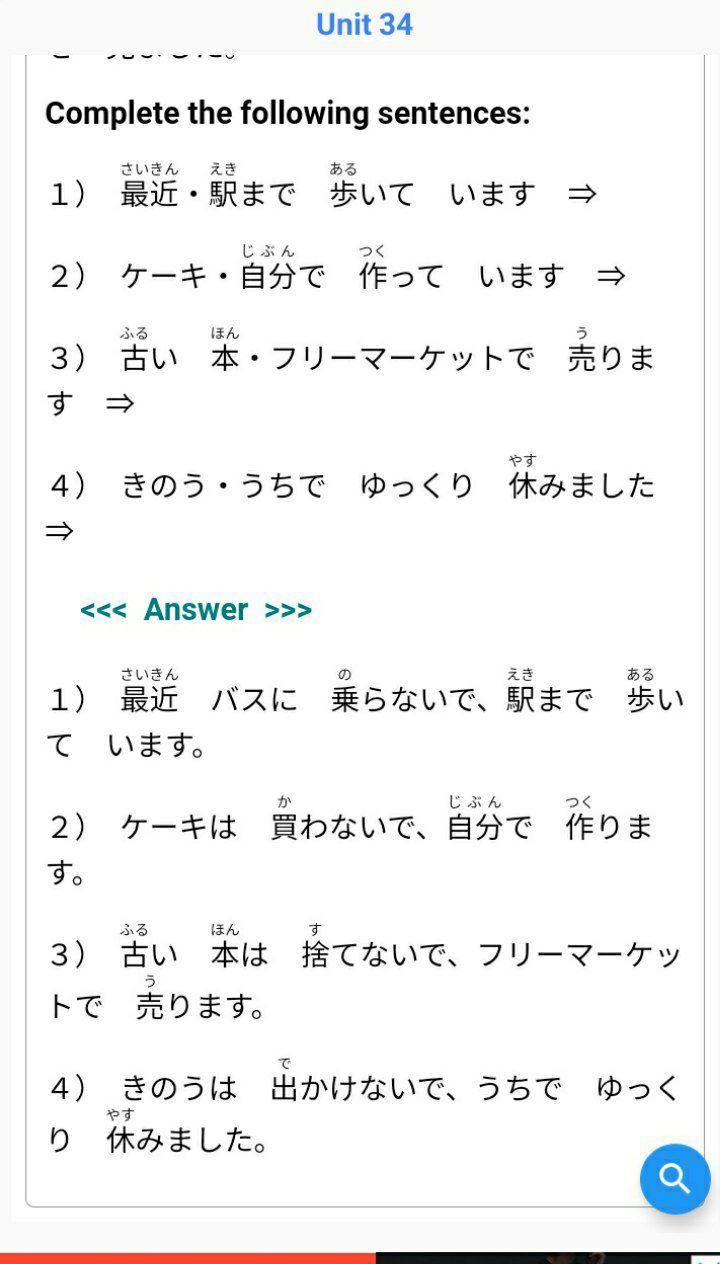 Unit 34
Complete the following sentences:
さいきん えき ある
1） 最近・駅まで 歩いて います ⇒
じぶん つく
2） ケーキ・自分で 作って います ⇒
ふる ほん う
3） 古い 本・フリーマーケットで 売りま
す ⇒
やす
4） きのう・うちで ゆっくり 休みました
⇒
<<< Answer >>>
さいきん の えき ある
1） 最近 バスに 乗らないで、駅まで 歩い
て います。
か じぶん つく
2） ケーキは 買わないで、自分で 作りま
す。
ふる ほん す
3） 古い 本は 捨てないで、フリーマーケッ
う
トで 売ります。
で
4） きのうは 出かけないで、うちで ゆっく
やす
り 休みました。